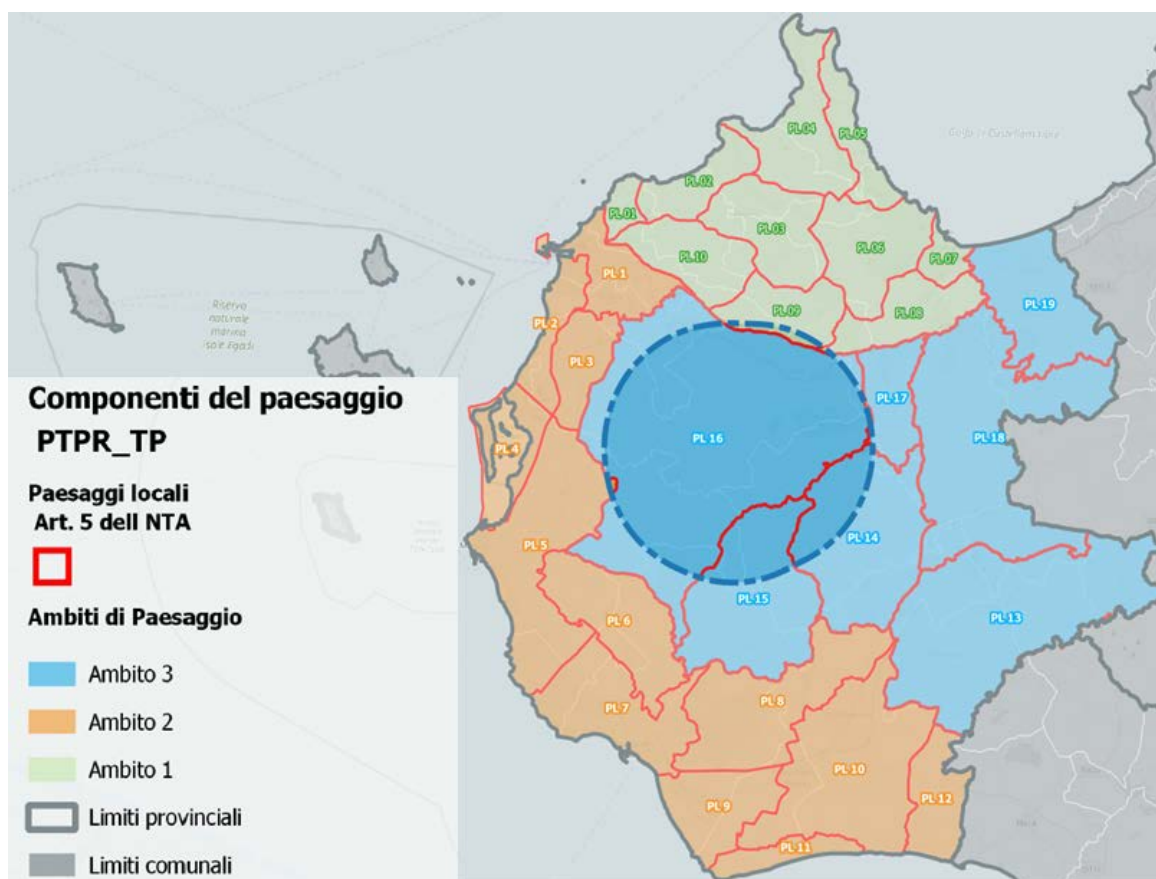 PL 04
PL 05
Golfo di Castellammare
PL 02
PL 01
PL 03
PL 10
PL 06
PL 07
PL 1
PL 19
Riserva
naturale
marina
Isole Egadi
PL 2
PL 09
PL 08
PL 3
PL 17
PL 16
PL 18
PL 4
PL 5
PL 14
PL 15
PL 13
PL 6
PL 7
PL 8
PL 10
PL 12
PL 9
PL 11
Componenti del paesaggio
PTPR_TP
Paesaggi locali
Art. 5 dell NTA
Ambiti di Paesaggio
Ambito 3
Ambito 2
Ambito 1
Limiti provinciali
Limiti comunali